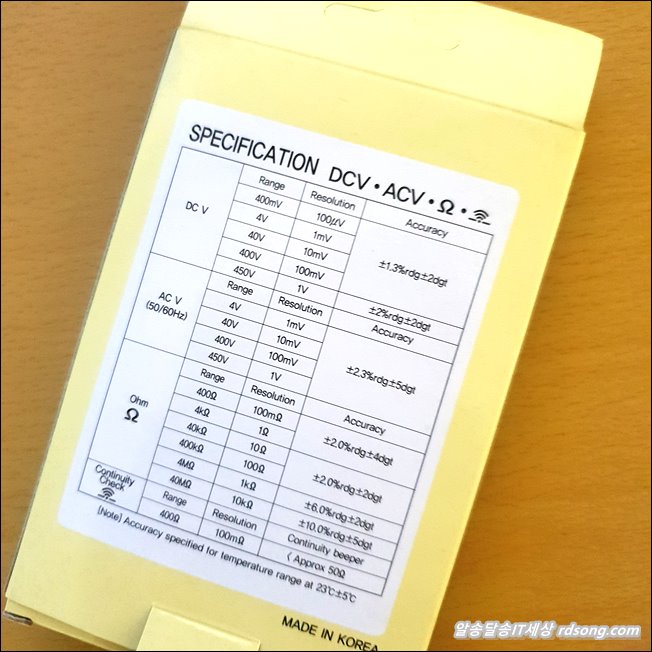 SPECIFICATION DCV・ACV・Ω・
DC V Range Resolution Accuracy
400mV 100μV ±1.3%rdg±2dgt
4V 1mV
40V 10mV
400V 100mV
450V 1V ±2%rdg±2dgt
AC V (50/60Hz) Range Resolution Accuracy
4V 1mV ±2.3%rdg±5dgt
40V 10mV
400V 100mV
450V 1V
Ohm Ω Range Resolution Accuracy
400Ω 100mΩ ±2.0%rdg±4dgt
4kΩ 1Ω
40kΩ 10Ω ±2.0%rdg±2dgt
400kΩ 100Ω
4MΩ 1kΩ ±6.0%rdg±2dgt
40MΩ 10kΩ ±10.0%rdg±5dgt
Continuity Check Range Resolution Continuity beeper
400Ω 100mΩ < Approx 50Ω
[Note] Accuracy specified for temperature range at 23℃±5℃
MADE IN KOREA
알송달송IT세상 rdsong.com